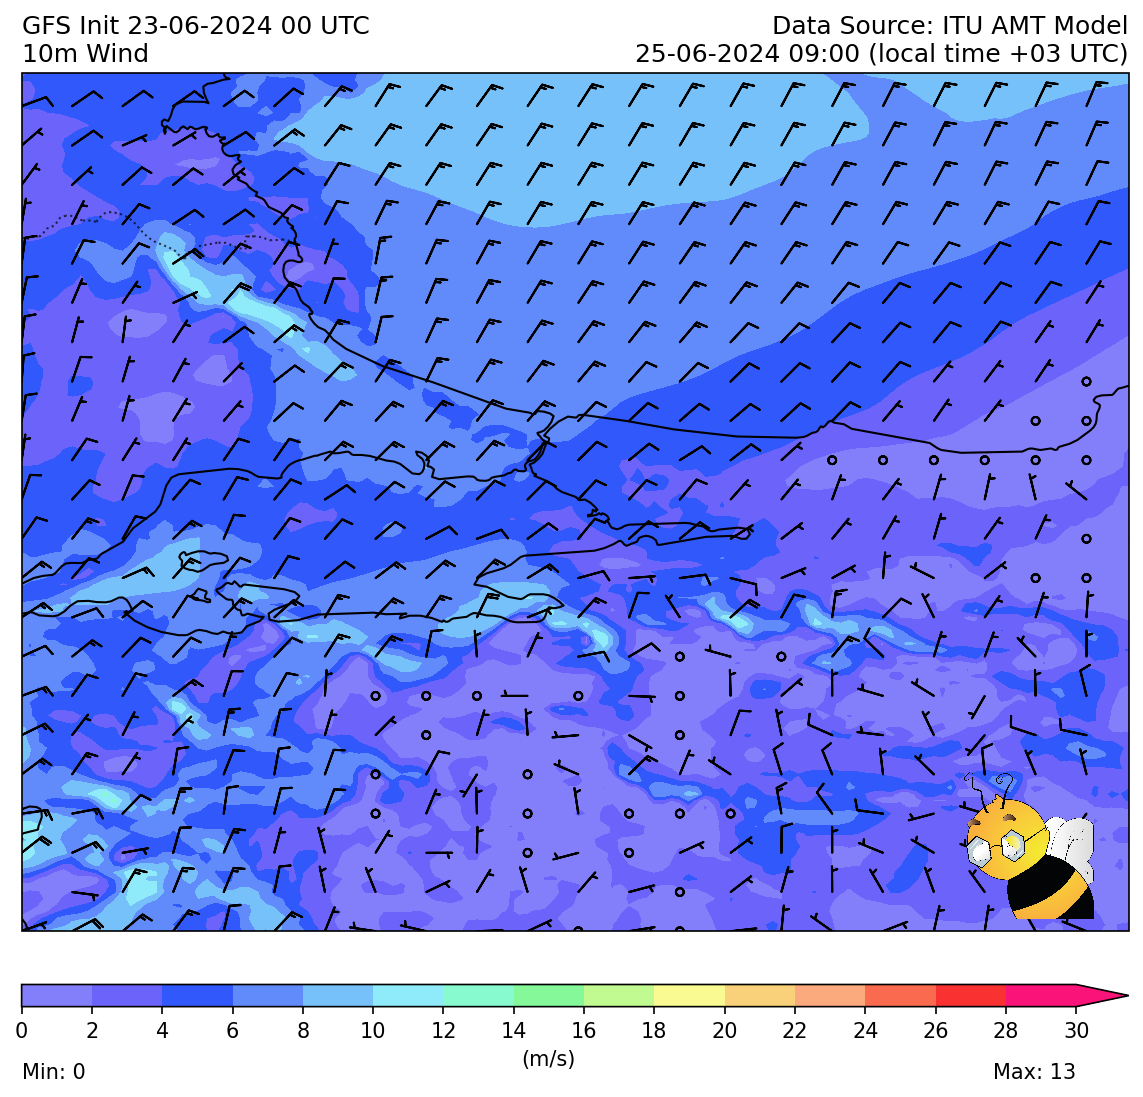 GFS Init 23-06-2024 00 UTC
Data Source: ITU AMT Model
10m Wind
25-06-2024 09:00 (local time +03 UTC)
0 2 4 6 8 10 12 14 16 18 20 22 24 26 28 30
(m/s)
Min: 0
Max: 13